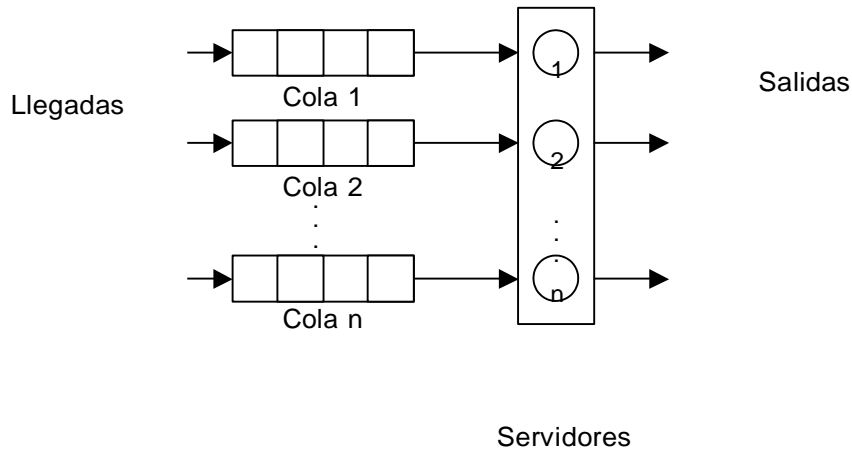 1
Salidas
Llegadas
Cola 1
2
Cola 2
.
.
.
.
.
.
n
Cola n
Servidores